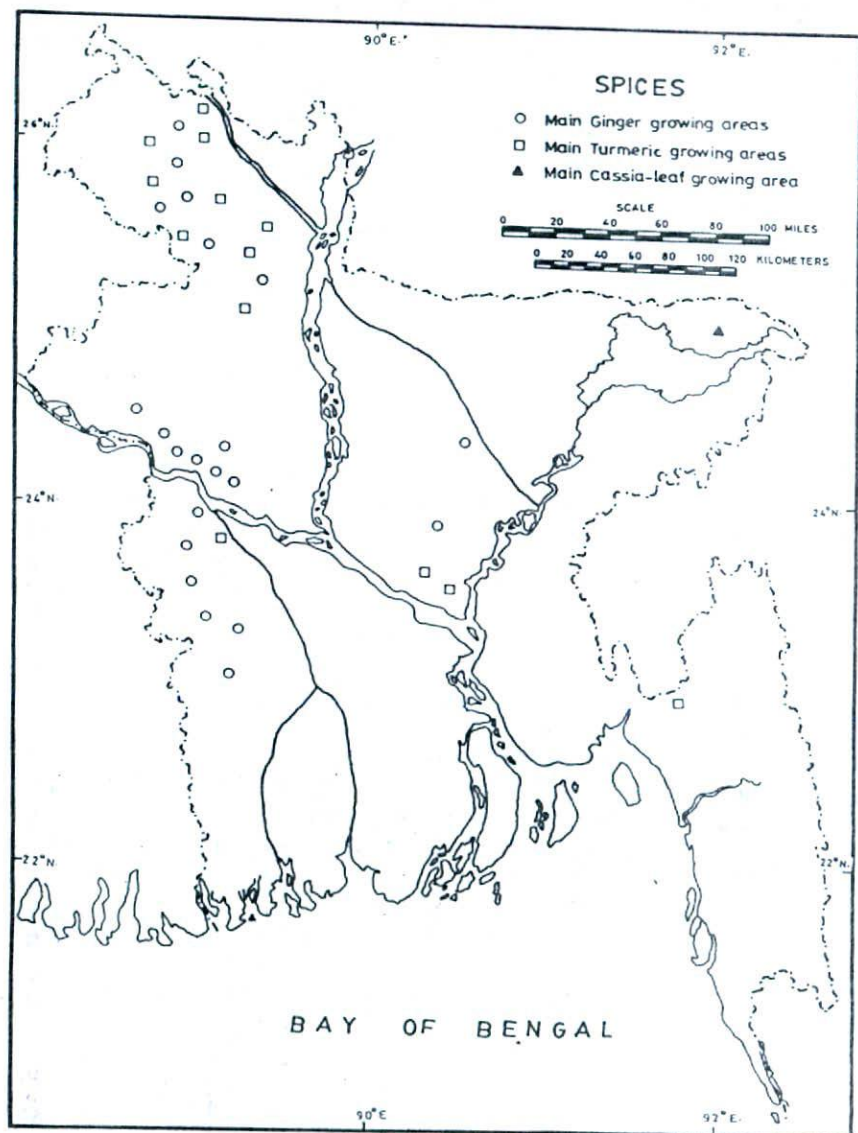 90°E.
92°E.
SPICES
Main Ginger growing areas
Main Turmeric growing areas
Main Cassia-leaf growing area
SCALE
0 20 40 60 80 100 MILES
0 20 40 60 80 100 120 KILOMETERS
26°N.
24°N.
24°N.
22°N.
22°N.
BAY OF BENGAL
90°E
92°E